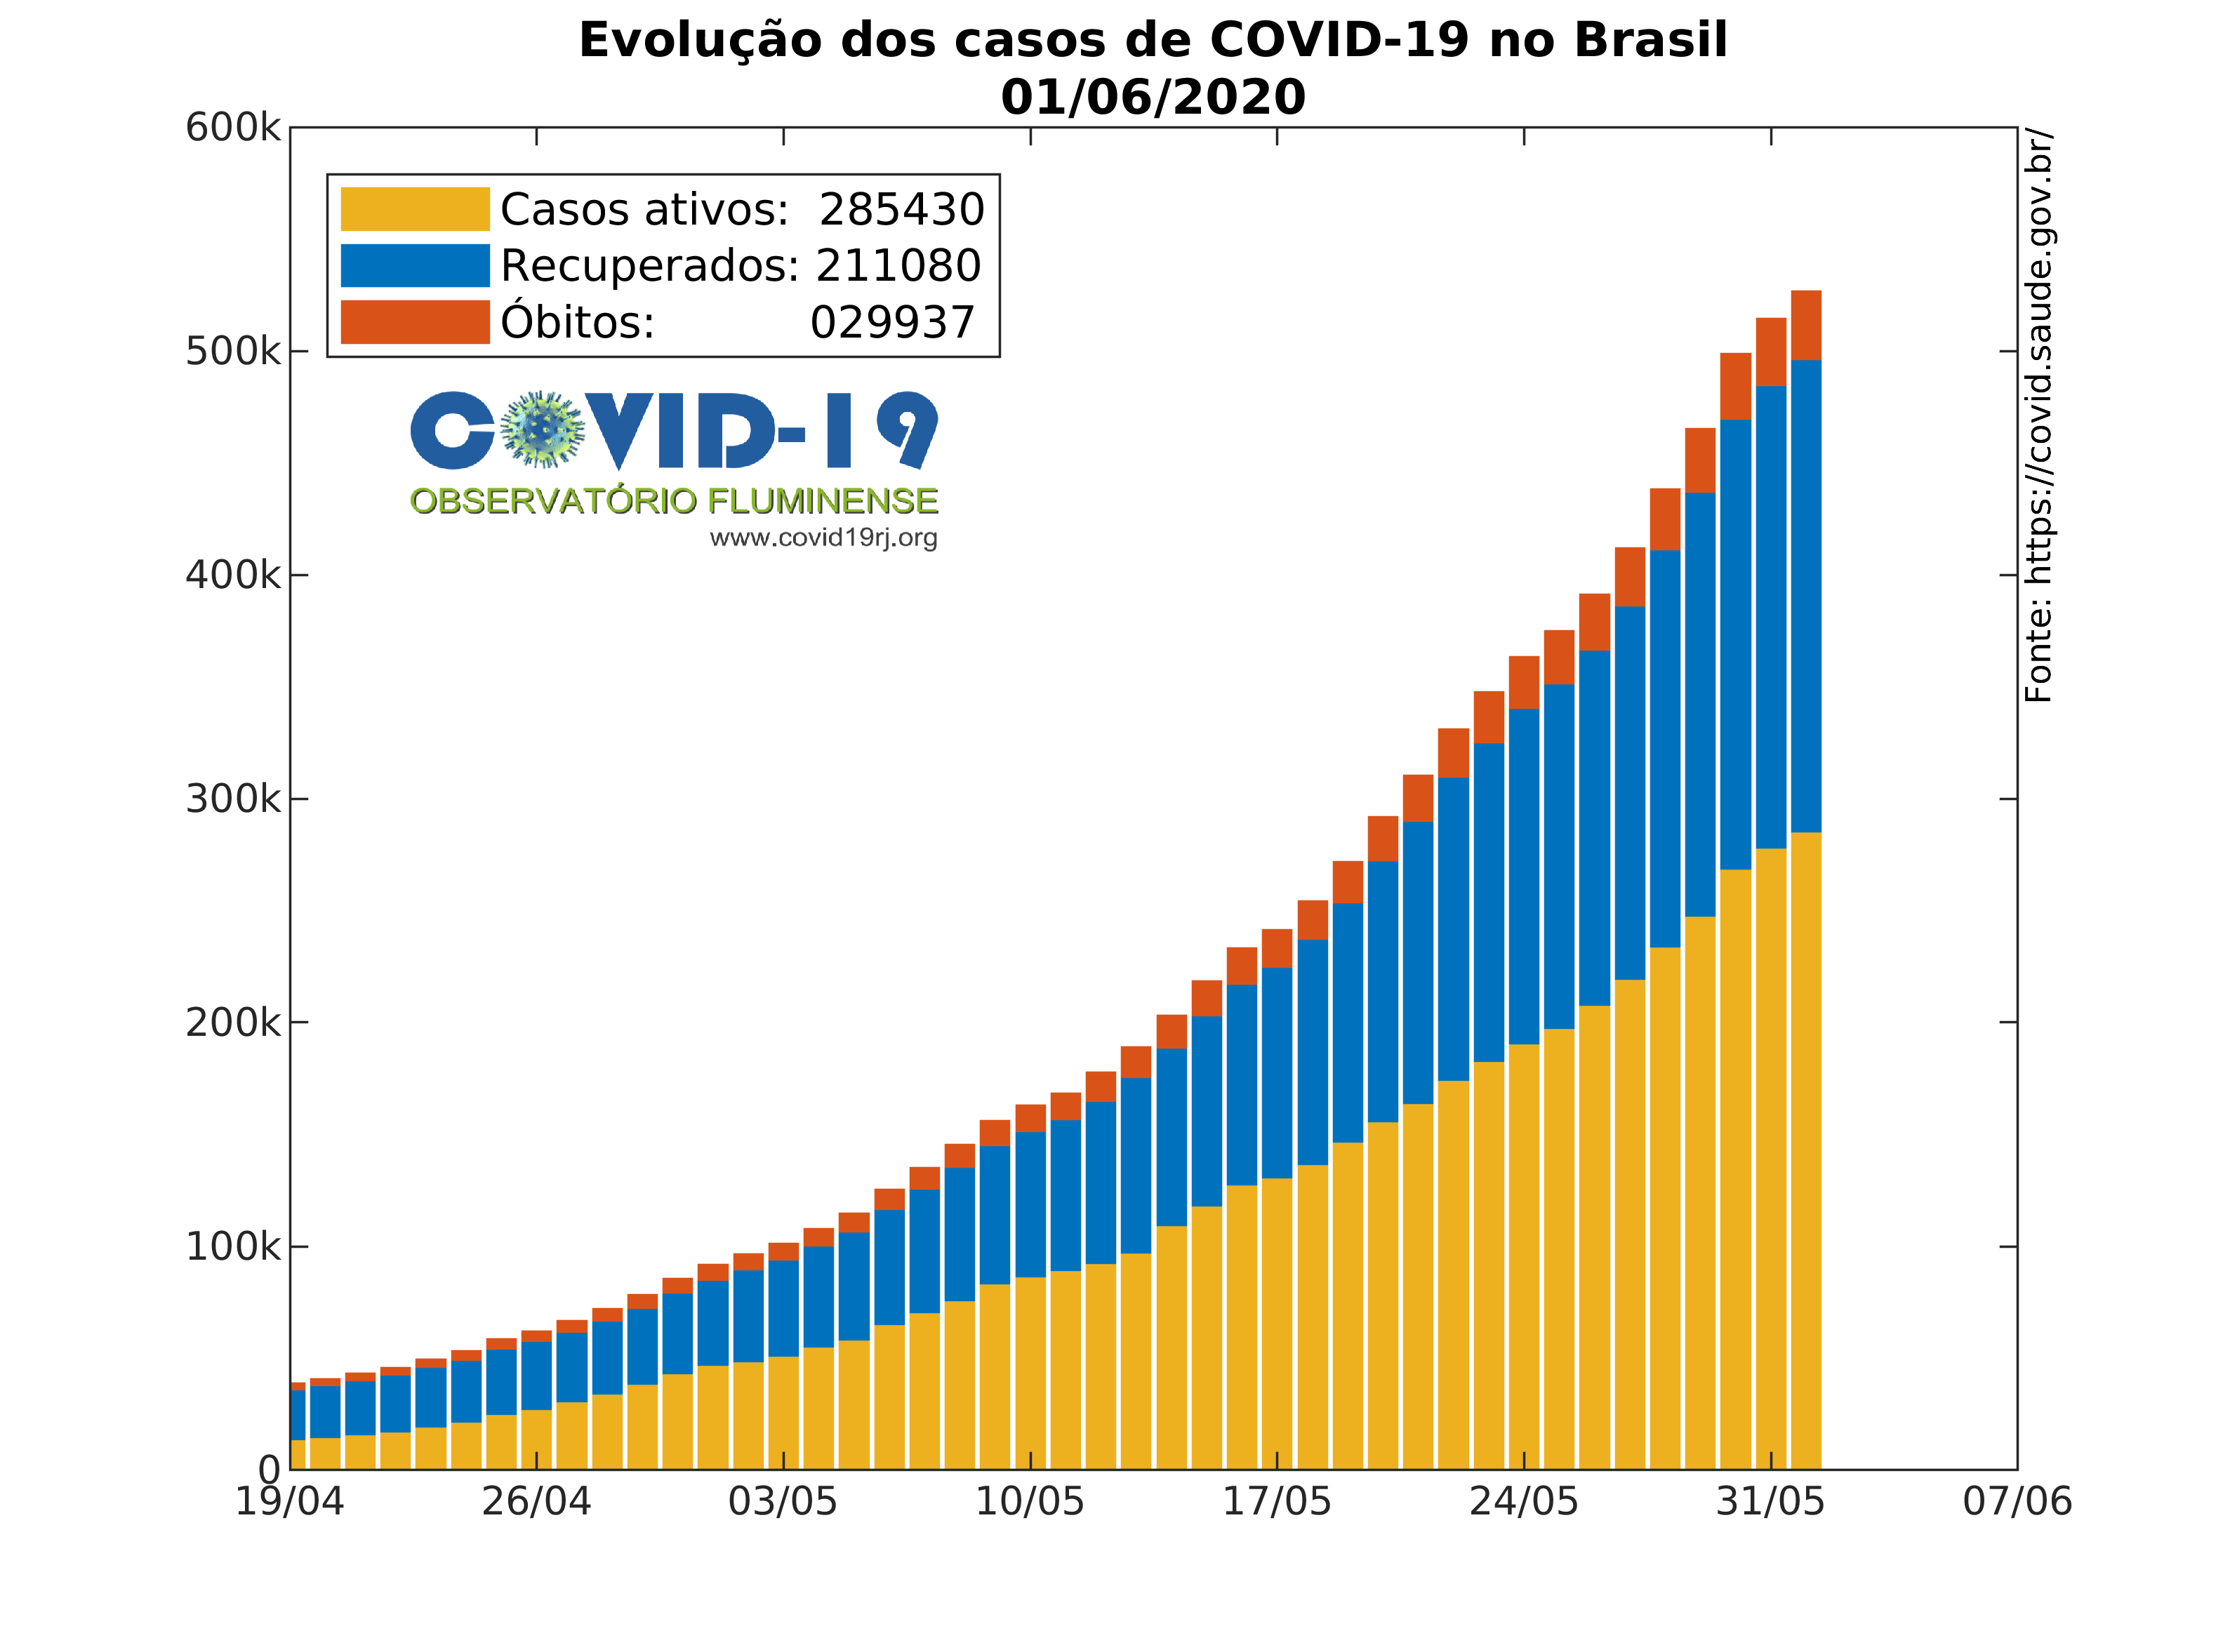 Evolução dos casos de COVID-19 no Brasil
01/06/2020
Casos ativos: 285430
Recuperados: 211080
Óbitos: 029937
COVID-19
OBSERVATÓRIO FLUMINENSE
www.covid19rj.org
Fonte: https://covid.saude.gov.br/
600k
500k
400k
300k
200k
100k
0
19/04 26/04 03/05 10/05 17/05 24/05 31/05 07/06